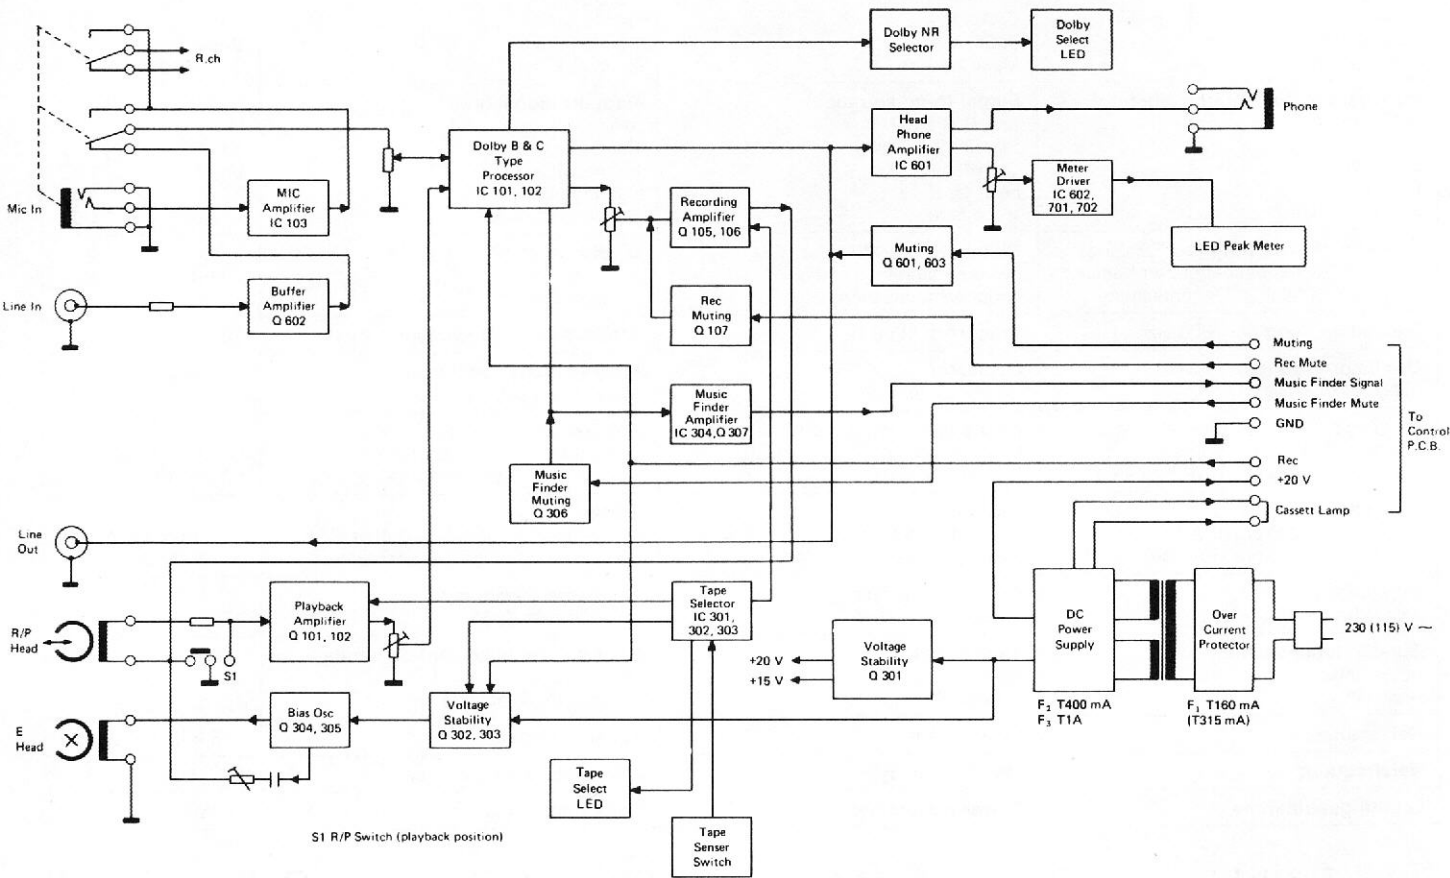 Dolby NR
Selector
Dolby
Select
LED
R.ch
Phone
Head
Phone
Amplifier
IC 601
Dolby B & C
Type
Processor
IC 101, 102
Meter
Driver
IC 602,
701, 702
Mic In
MIC
Amplifier
IC 103
Recording
Amplifier
Q 105, 106
Muting
Q 601, 603
LED Peak Meter
Line In
Buffer
Amplifier
Q 602
Rec
Muting
Q 107
Muting
Rec Mute
Music Finder Signal
Music Finder Mute
GND
Rec
+20 V
Cassett Lamp
To
Control
P.C.B.
Music
Finder
Amplifier
IC 304, Q 307
Music
Finder
Muting
Q 306
Line
Out
R/P
Head
Playback
Amplifier
Q 101, 102
S1
Tape
Selector
IC 301,
302, 303
+20 V
+15 V
Voltage
Stability
Q 301
DC
Power
Supply
Over
Current
Protector
230 (115) V ~
F₂ T400 mA
F₃ T1A
F₁ T160 mA
(T315 mA)
E
Head
Bias Osc
Q 304, 305
Voltage
Stability
Q 302, 303
Tape
Select
LED
Tape
Senser
Switch
S1 R/P Switch (playback position)